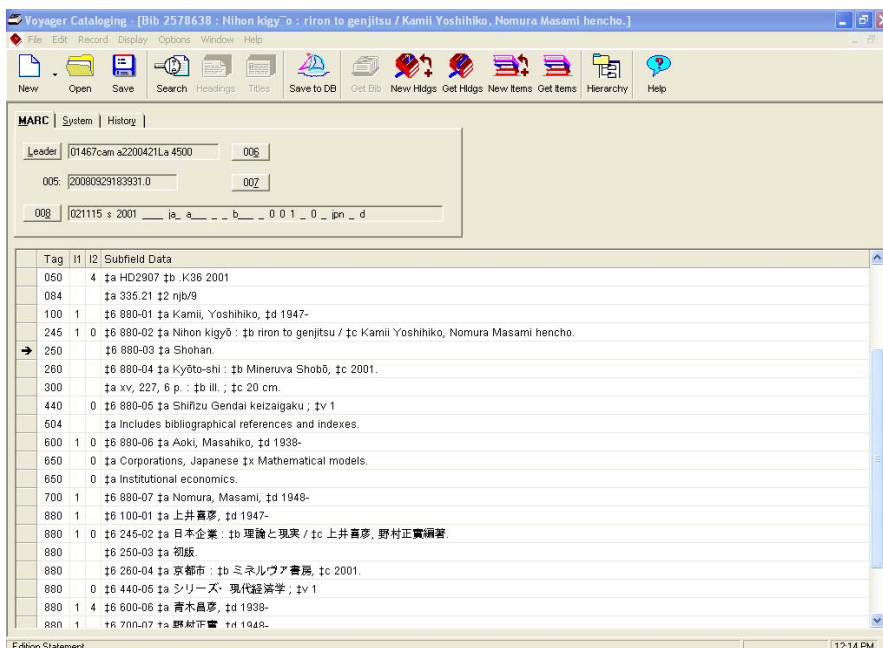 Voyager Cataloging - [Bib 2578638 : Nihon kigy¯o : riron to genjitsu / Kamii Yoshihiko, Nomura Masami hencho.]
File Edit Record Display Options Window Help
New Open Save Search Headings Titles Save to DB Get Bib New Hldgs Get Hldgs New Items Get Items Hierarchy Help
MARC System History
Leader 01467cam a2200421La 4500 006
005: 20080929183931.0 007
008 021115 s 2001 ___ ja_ a___ _ _ b___ _ 0 0 1 _ 0 _ jpn _ d
Tag I1 I2 Subfield Data
050 4 ‡a HD2907 ‡b .K36 2001
084 ‡a 335.21 ‡2 njb/9
100 1 ‡6 880-01 ‡a Kamii, Yoshihiko, ‡d 1947-
245 1 0 ‡6 880-02 ‡a Nihon kigyō : ‡b riron to genjitsu / ‡c Kamii Yoshihiko, Nomura Masami hencho.
250 ‡6 880-03 ‡a Shohan.
260 ‡6 880-04 ‡a Kyōto-shi : ‡b Mineruva Shobō, ‡c 2001.
300 ‡a xv, 227, 6 p. : ‡b ill. ; ‡c 20 cm.
440 0 ‡6 880-05 ‡a Gendai keizaigaku ; ‡v 1
504 ‡a Includes bibliographical references and indexes.
600 1 0 ‡6 880-06 ‡a Aoki, Masahiko, ‡d 1938-
650 0 ‡a Corporations, Japanese ‡x Mathematical models.
650 0 ‡a Institutional economics.
700 1 ‡6 880-07 ‡a Nomura, Masami, ‡d 1948-
880 1 ‡6 100-01 ‡a 上井喜彦, ‡d 1947-
880 1 0 ‡6 245-02 ‡a 日本企業 : ‡b 理論と現実 / ‡c 上井喜彦, 野村正實編著.
880 ‡6 250-03 ‡a 初版.
880 ‡6 260-04 ‡a 京都市 : ‡b ミネルヴァ書房, ‡c 2001.
880 0 ‡6 440-05 ‡a シリーズ・ 現代経済学 ; ‡v 1
880 1 4 ‡6 600-06 ‡a 青木昌彦, ‡d 1938-
880 1 ‡6 700-07 ‡a 野村正實, ‡d 1948-
Edition Statement 12:14 PM